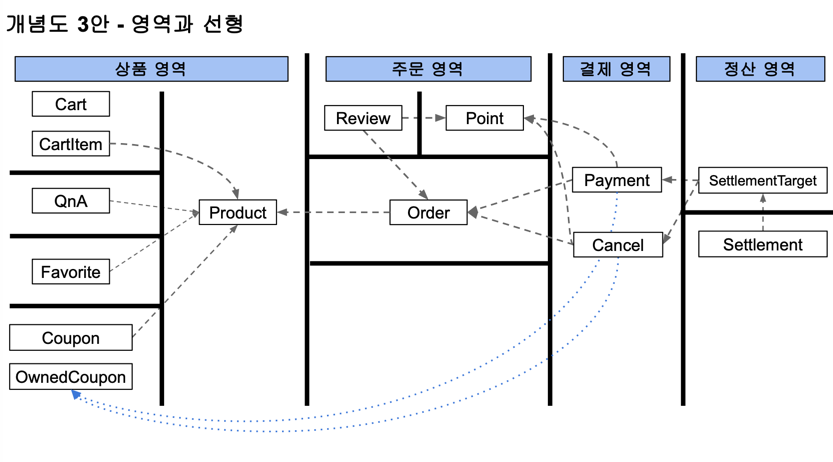 개념도 3안 - 영역과 선형
상품 영역
주문 영역
결제 영역
정산 영역
Cart
CartItem
QnA
Favorite
Coupon
OwnedCoupon
Product
Review
Point
Order
Payment
Cancel
SettlementTarget
Settlement